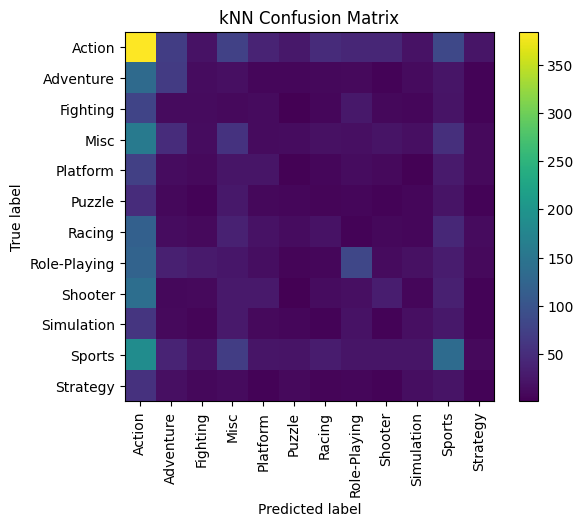 kNN Confusion Matrix
True label
Action
Adventure
Fighting
Misc
Platform
Puzzle
Racing
Role-Playing
Shooter
Simulation
Sports
Strategy
Action
Adventure
Fighting
Misc
Platform
Puzzle
Racing
Role-Playing
Shooter
Simulation
Sports
Strategy
Predicted label
350
300
250
200
150
100
50